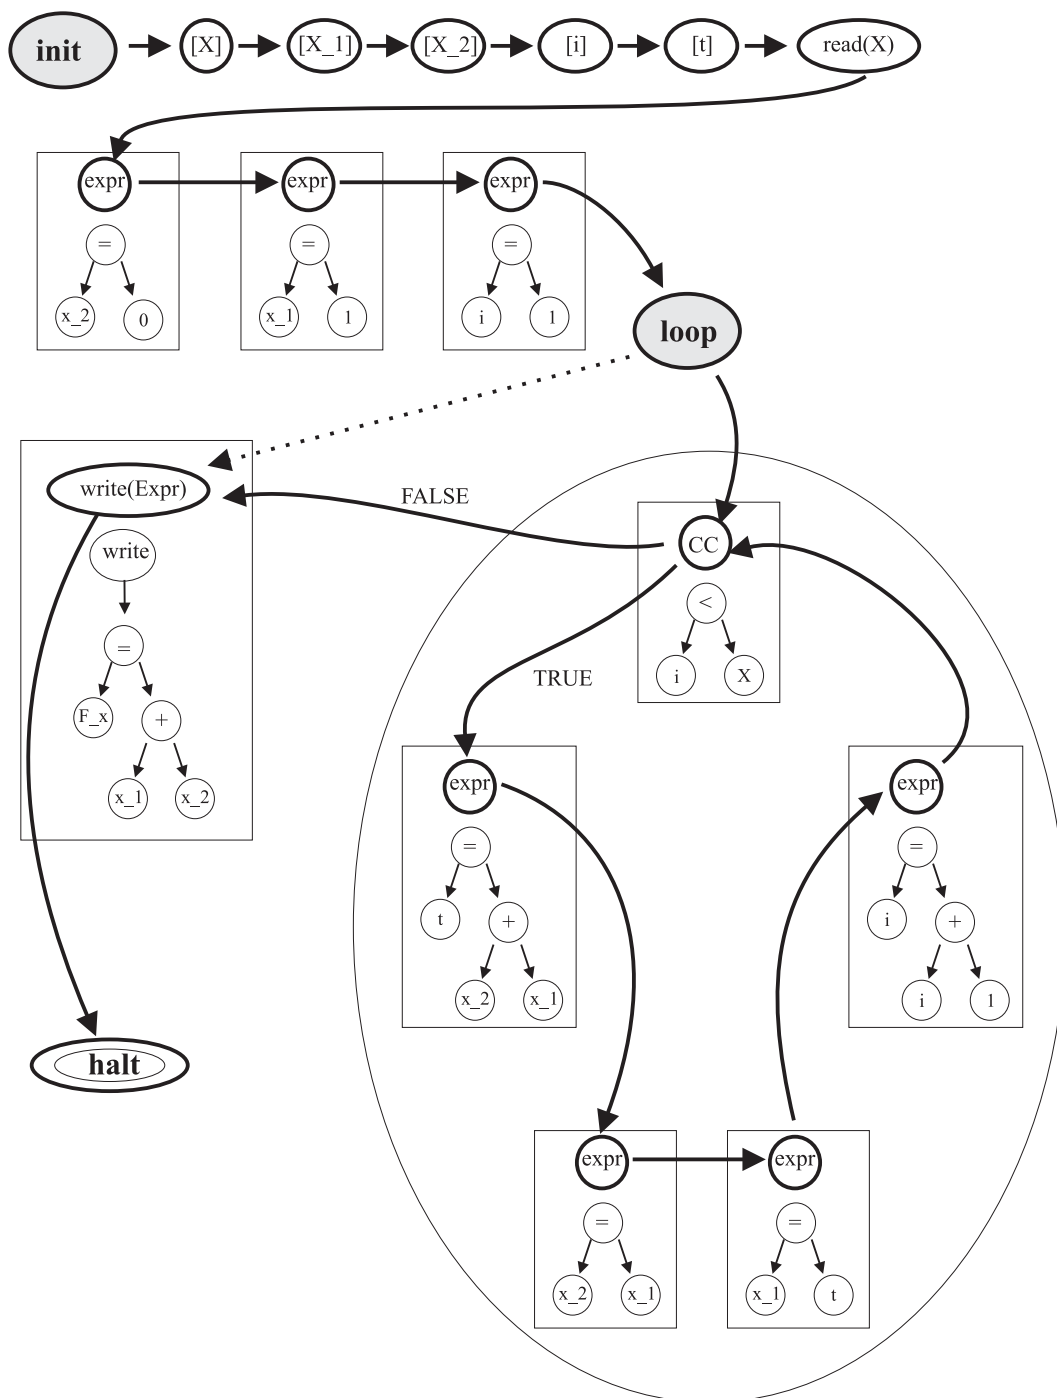 init [X] [X_1] [X_2] [i] [t] read(X)
expr expr expr
= = =
x_2 0 x_1 1 i 1
loop
write(Expr)
FALSE
CC
write
<
=
i X
TRUE
F_x +
x_1 x_2
expr expr
= =
t + i +
x_2 x_1 i 1
halt
expr expr
= =
x_2 x_1 x_1 t